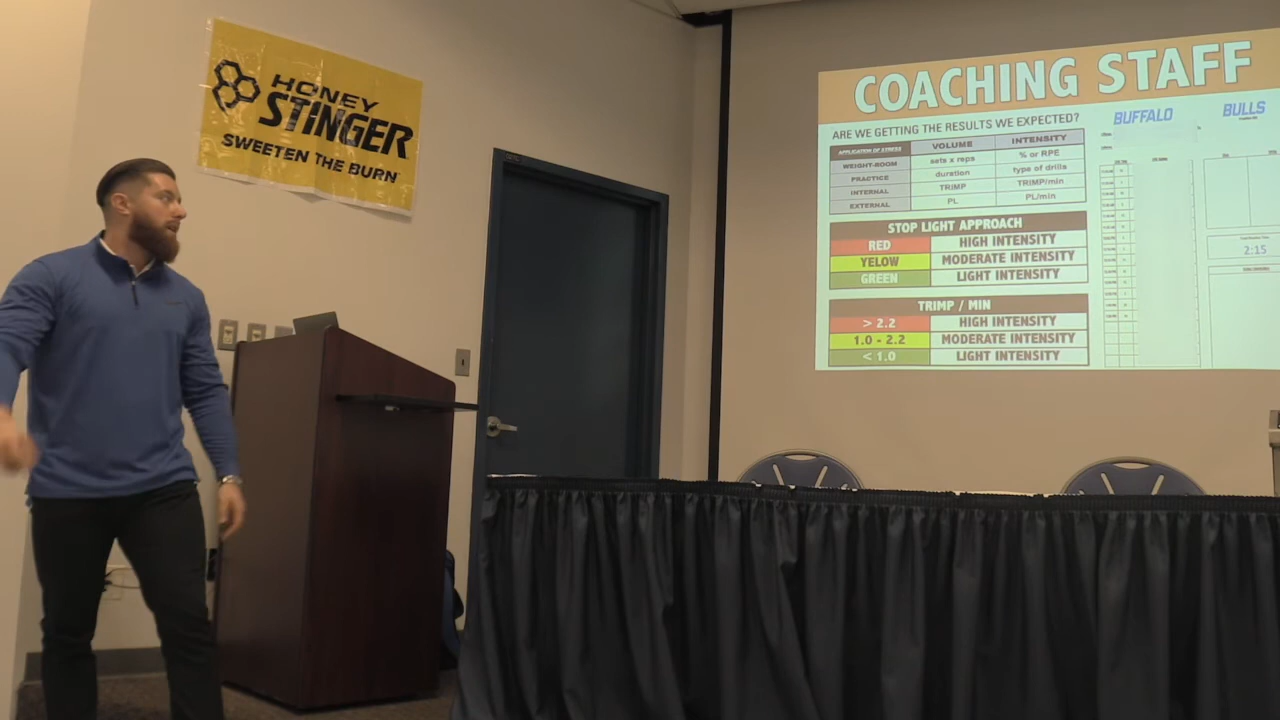 HONEY
STINGER
SWEETEN THE BURN
COACHING STAFF
ARE WE GETTING THE RESULTS WE EXPECTED?
APPLICATION OF STRESS VOLUME INTENSITY
WEIGHT-ROOM sets x reps % or RPE
PRACTICE duration type of drills
INTERNAL TRIMP TRIMP/min
EXTERNAL PL PL/min
STOP LIGHT APPROACH
RED HIGH INTENSITY
YELOW MODERATE INTENSITY
GREEN LIGHT INTENSITY
TRIMP / MIN
> 2.2 HIGH INTENSITY
1.0 - 2.2 MODERATE INTENSITY
< 1.0 LIGHT INTENSITY
BUFFALO BULLS
2:15